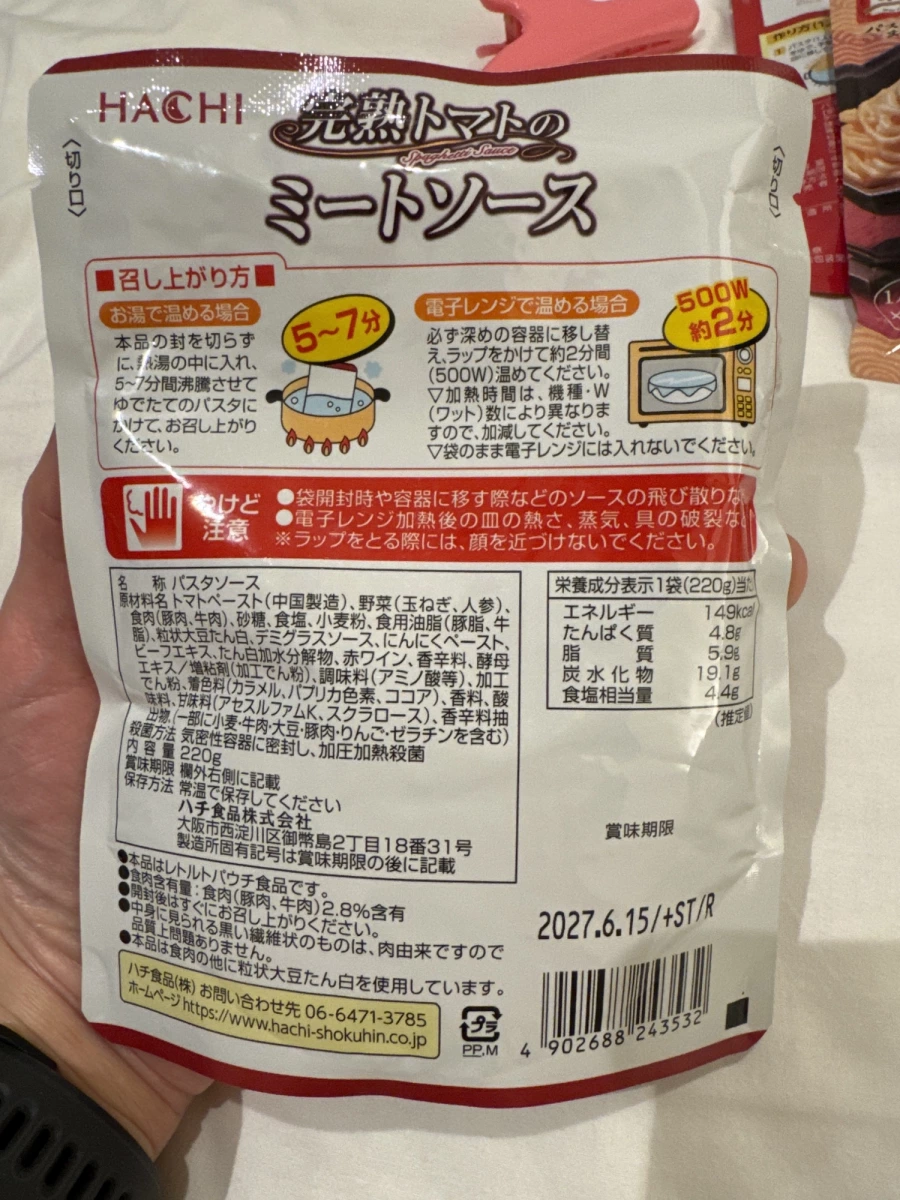 HACHI
完熟トマトの
Spaghetti Sauce
ミートソース
〈切り口〉
〈切り口〉
■召し上がり方■
お湯で温める場合
5~7分
本品の封を切らず
に、熱湯の中に入れ、
5~7分間沸騰させて
ゆでたてのパスタに
かけて、お召し上がり
ください。
電子レンジで温める場合
500W
約2分
必ず深めの容器に移し替
え、ラップをかけて約2分間
(500W)温めてください。
▽加熱時間は、機種・W
(ワット)数により異なりま
すので、加減してください。
▽袋のまま電子レンジには入れないでください。
やけど
注意
●袋開封時や容器に移す際などのソースの飛び散りな
●電子レンジ加熱後の皿の熱さ、蒸気、具の破裂など
※ラップをとる際には、顔を近づけないでください。
名 称 パスタソース
原材料名 トマトペースト(中国製造)、野菜(玉ねぎ、人参)、
食肉(豚肉、牛肉)、砂糖、食塩、小麦粉、食用油脂(豚脂、牛
脂)、粒状大豆たん白、デミグラスソース、にんにくペースト、
ビーフエキス、たん白加水分解物、赤ワイン、香辛料、酵母
エキス/増粘剤(加工でん粉)、調味料(アミノ酸等)、加工
でん粉、着色料(カラメル、パプリカ色素、ココア)、香料、酸
味料、甘味料(アセスルファムK、スクラロース)、香辛料抽
出物、(一部に小麦・牛肉・大豆・豚肉・りんご・ゼラチンを含む)
殺菌方法 気密性容器に密封し、加圧加熱殺菌
内 容 量 220g
賞味期限 欄外右側に記載
保存方法 常温で保存してください
ハチ食品株式会社
大阪市西淀川区御幣島2丁目18番31号
製造所固有記号は賞味期限の後に記載
栄養成分表示1袋(220g)当た
エネルギー 149kcal
たんぱく質 4.8g
脂 質 5.9g
炭水化物 19.1g
食塩相当量 4.4g
(推定値)
●本品はレトルトパウチ食品です。
●食肉含有量:食肉(豚肉、牛肉)2.8%含有
●開封後はすぐにお召し上がりください。
●中身に見られる黒い繊維状のものは、肉由来ですので
品質上問題ありません。
●本品は食肉の他に粒状大豆たん白を使用しています。
賞味期限
2027.6.15/+ST/R
ハチ食品(株) お問い合わせ先 06-6471-3785
ホームページ https://www.hachi-shokuhin.co.jp
プラ
PP,M
4 902688 243532
作り方